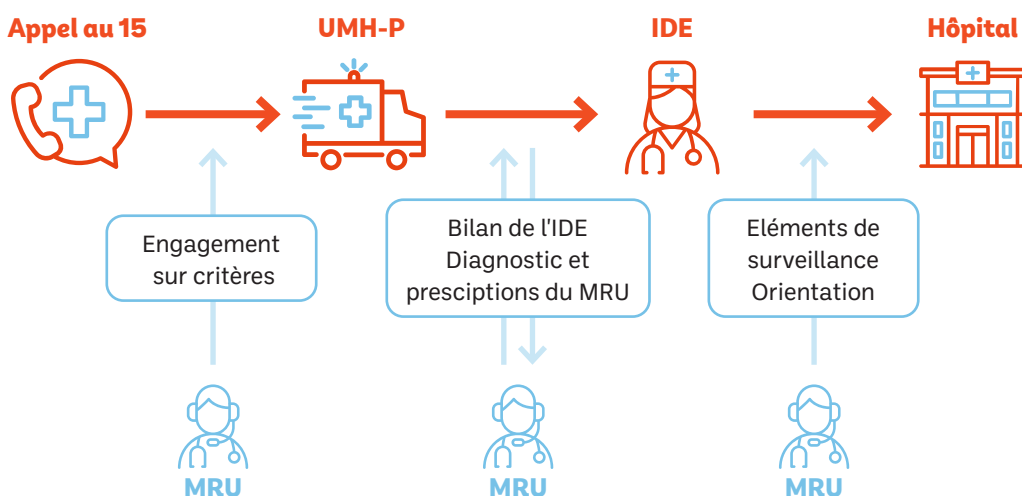 Appel au 15
UMH-P
IDE
Hôpital
Engagement
sur critères
Bilan de l'IDE
Diagnostic et
presciptions du MRU
Eléments de
surveillance
Orientation
MRU
MRU
MRU